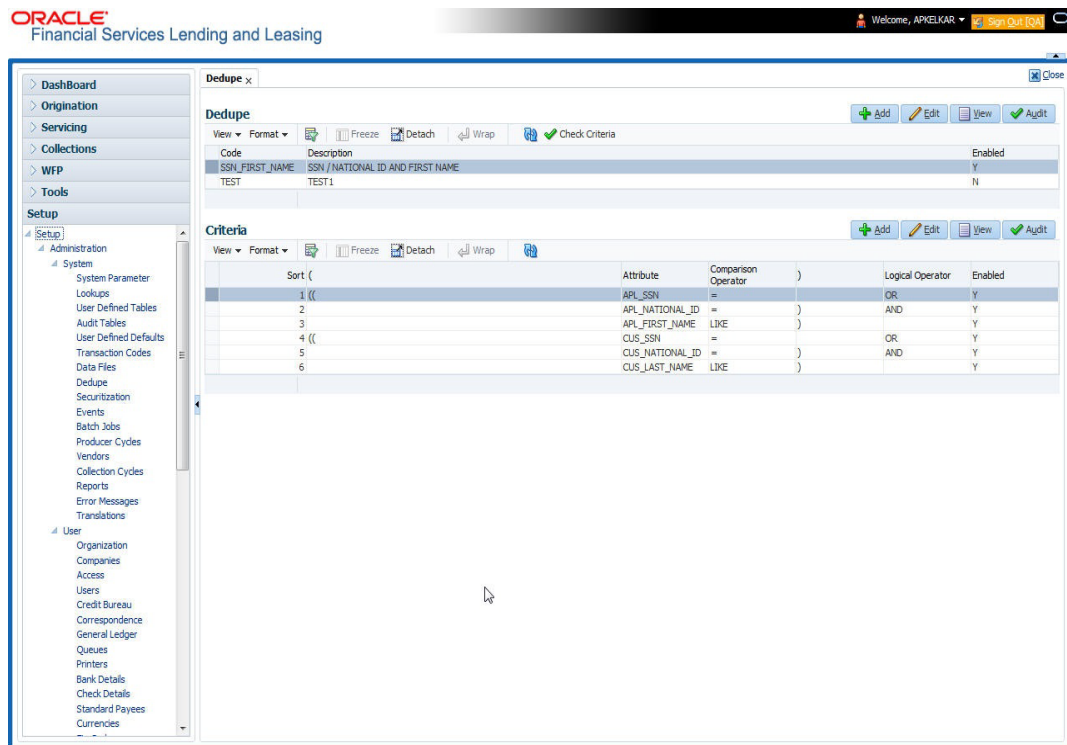 ORACLE
Financial Services Lending and Leasing
Welcome, APKELKAR
Sign Out [QA]
DashBoard
Origination
Servicing
Collections
WFP
Tools
Setup
Setup
Administration
System
System Parameter
Lookups
User Defined Tables
Audit Tables
User Defined Defaults
Transaction Codes
Data Files
Dedupe
Securitization
Events
Batch Jobs
Producer Cycles
Vendors
Collection Cycles
Reports
Error Messages
Translations
User
Organization
Companies
Access
Users
Credit Bureau
Correspondence
General Ledger
Queues
Printers
Bank Details
Check Details
Standard Payees
Currencies
Dedupe x
Close
Dedupe
Add Edit View Audit
View Format Freeze Detach Wrap Check Criteria
Code Description Enabled
SSN_FIRST_NAME SSN / NATIONAL ID AND FIRST NAME Y
TEST TEST1 N
Criteria
Add Edit View Audit
View Format Freeze Detach Wrap
Sort ( Attribute Comparison Operator ) Logical Operator Enabled
1 (( APL_SSN = OR Y
2 APL_NATIONAL_ID = ) AND Y
3 APL_FIRST_NAME LIKE ) Y
4 (( CUS_SSN = OR Y
5 CUS_NATIONAL_ID = ) AND Y
6 CUS_LAST_NAME LIKE ) Y